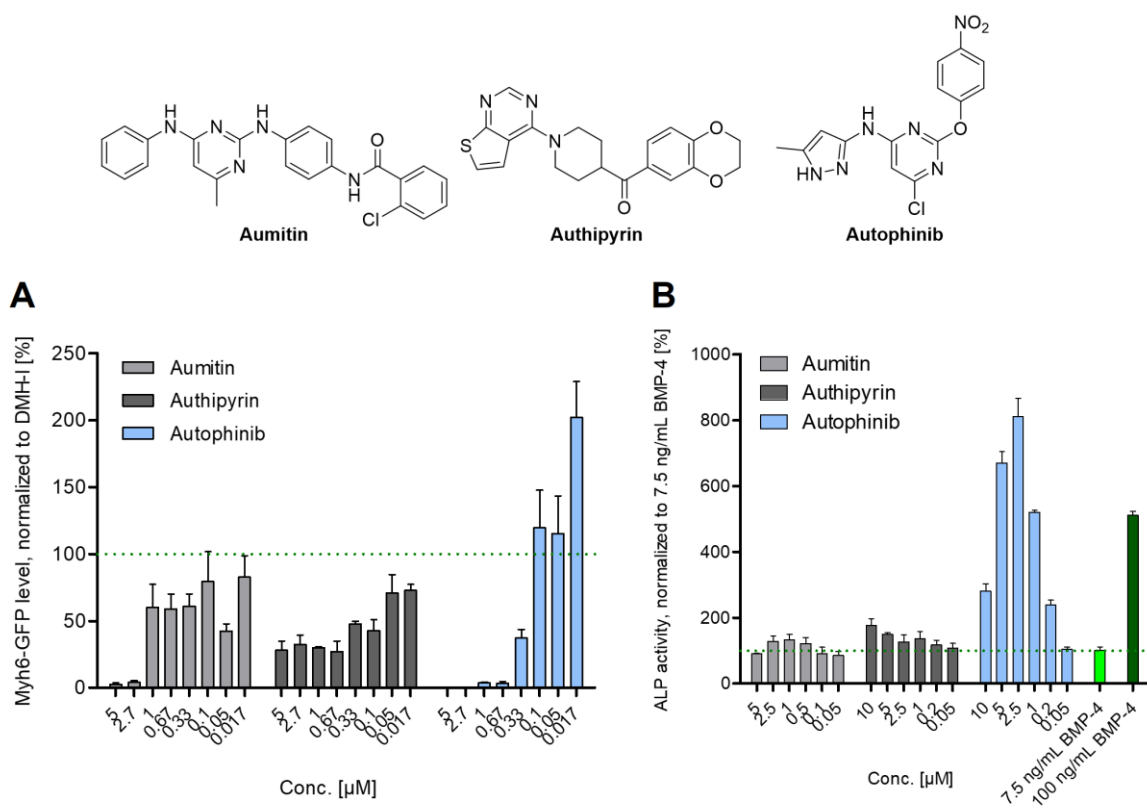 H
N
N
H
N
N
O
N
H
Cl
Aumitin
N
N
S
N
O
O
O
Authipyrin
NO₂
H
N
O
N
N
N
HN
Cl
Autophinib
A
Myh6-GFP level, normalized to DMH-I [%]
250
200
150
100
50
0
Aumitin
Authipyrin
Autophinib
5 2.7 1 0.67 0.33 0.1 0.05 0.017 5 2.7 1 0.67 0.33 0.1 0.05 0.017 5 2.7 1 0.67 0.33 0.1 0.05 0.017
Conc. [µM]
B
ALP activity, normalized to 7.5 ng/mL BMP-4 [%]
1000
800
600
400
200
0
Aumitin
Authipyrin
Autophinib
5 2.5 1 0.5 0.1 0.05 10 5 2.5 1 0.2 0.05 10 5 2.5 1 0.2 0.05 7.5 ng/mL BMP-4 100 ng/mL BMP-4
Conc. [µM]